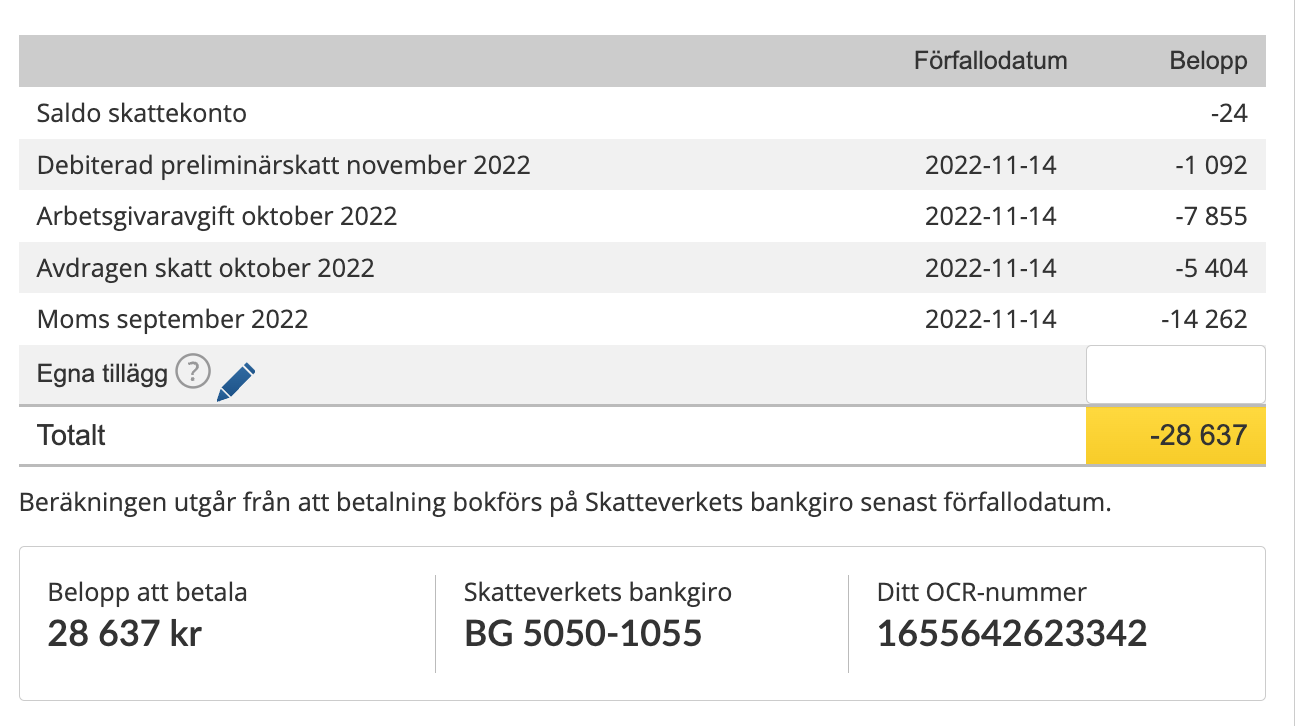 Förfallodatum Belopp
Saldo skattekonto -24
Debiterad preliminärskatt november 2022 2022-11-14 -1 092
Arbetsgivaravgift oktober 2022 2022-11-14 -7 855
Avdragen skatt oktober 2022 2022-11-14 -5 404
Moms september 2022 2022-11-14 -14 262
Egna tillägg ?
Totalt -28 637
Beräkningen utgår från att betalning bokförs på Skatteverkets bankgiro senast förfallodatum.
Belopp att betala Skatteverkets bankgiro Ditt OCR-nummer
28 637 kr BG 5050-1055 1655642623342